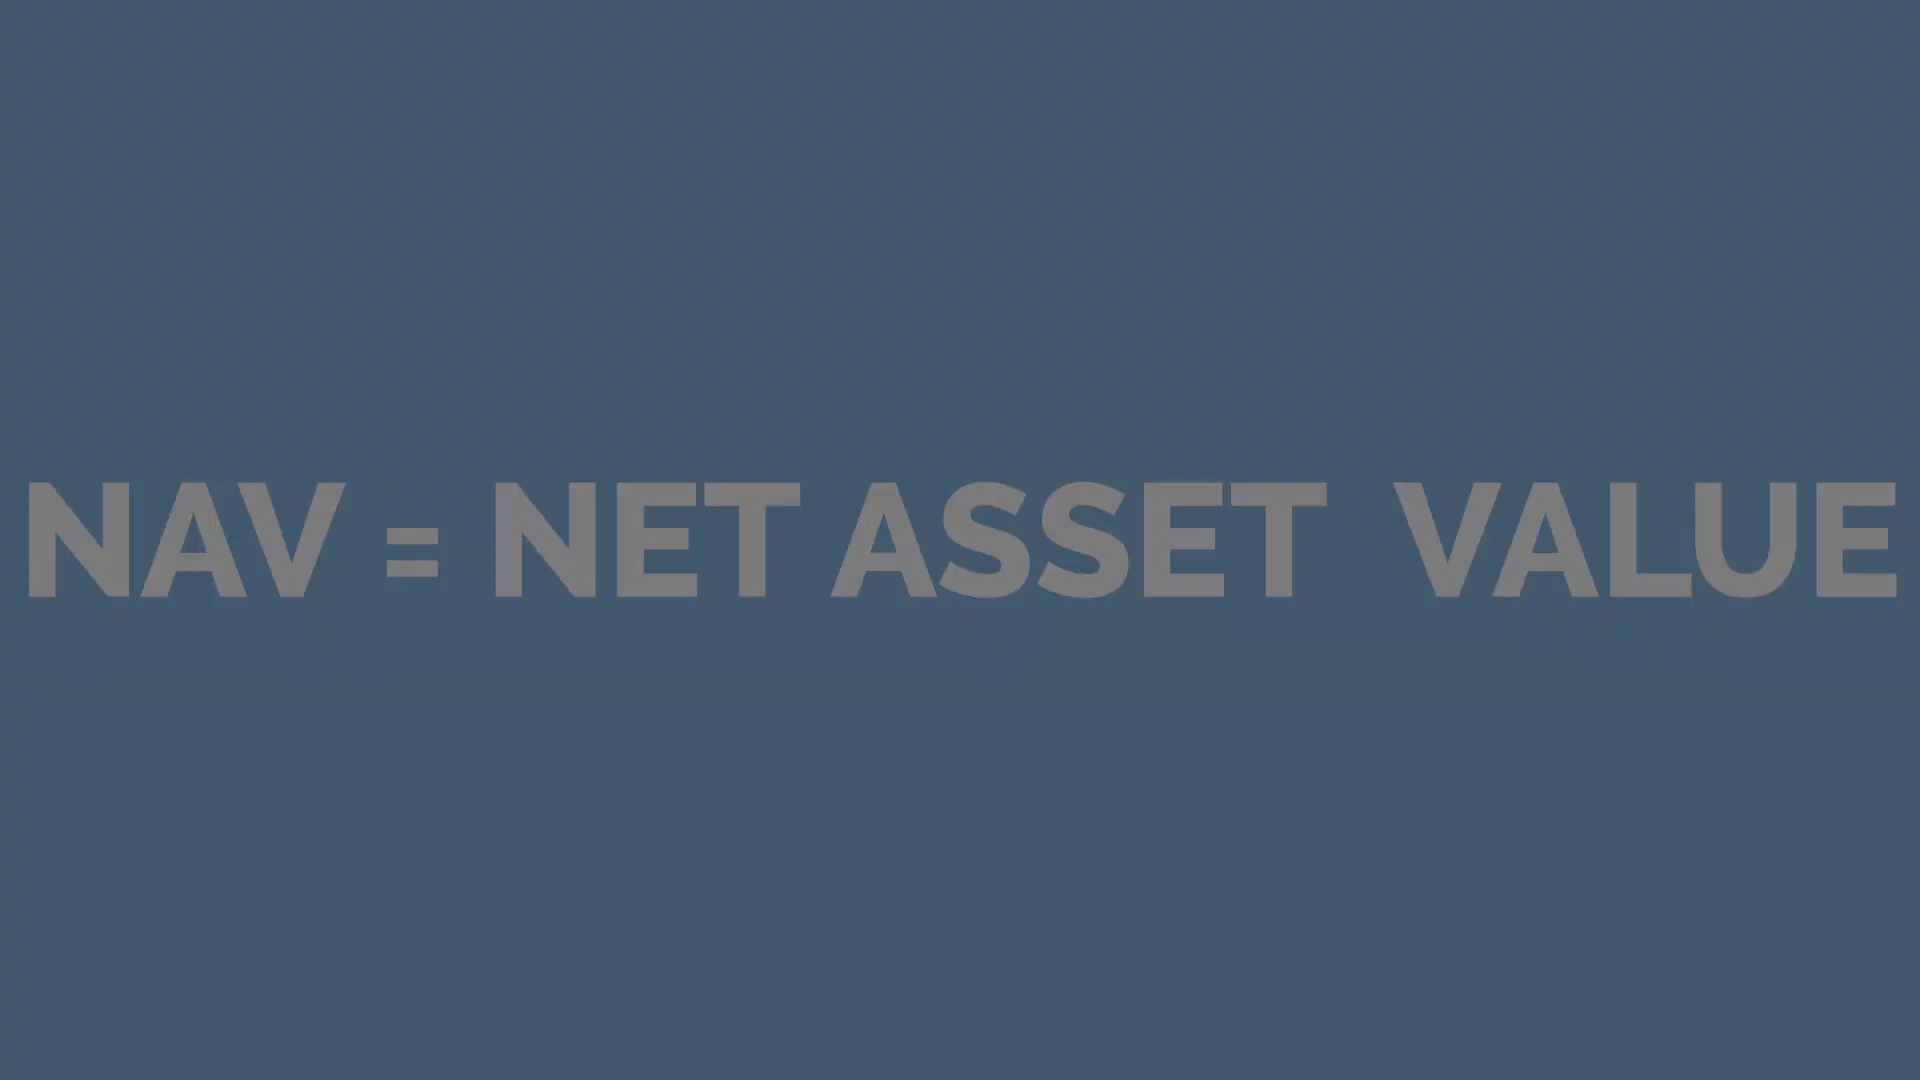 NAV = NET ASSET VALUE